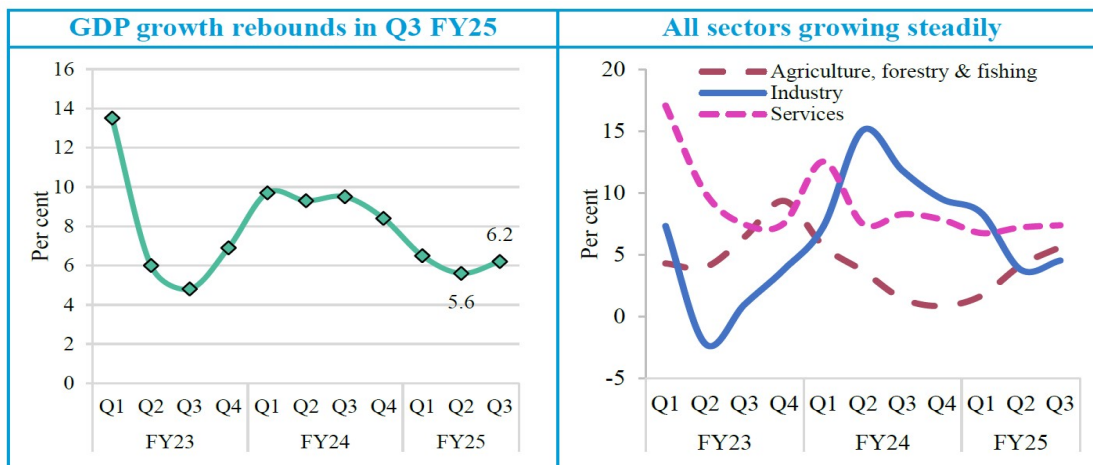 GDP growth rebounds in Q3 FY25
16
14
12
10
8
6
4
2
0
Per cent
6.2
5.6
Q1 Q2 Q3 Q4 Q1 Q2 Q3 Q4 Q1 Q2 Q3
FY23 FY24 FY25
All sectors growing steadily
20
15
10
5
0
-5
Per cent
Agriculture, forestry & fishing
Industry
Services
Q1 Q2 Q3 Q4 Q1 Q2 Q3 Q4 Q1 Q2 Q3
FY23 FY24 FY25